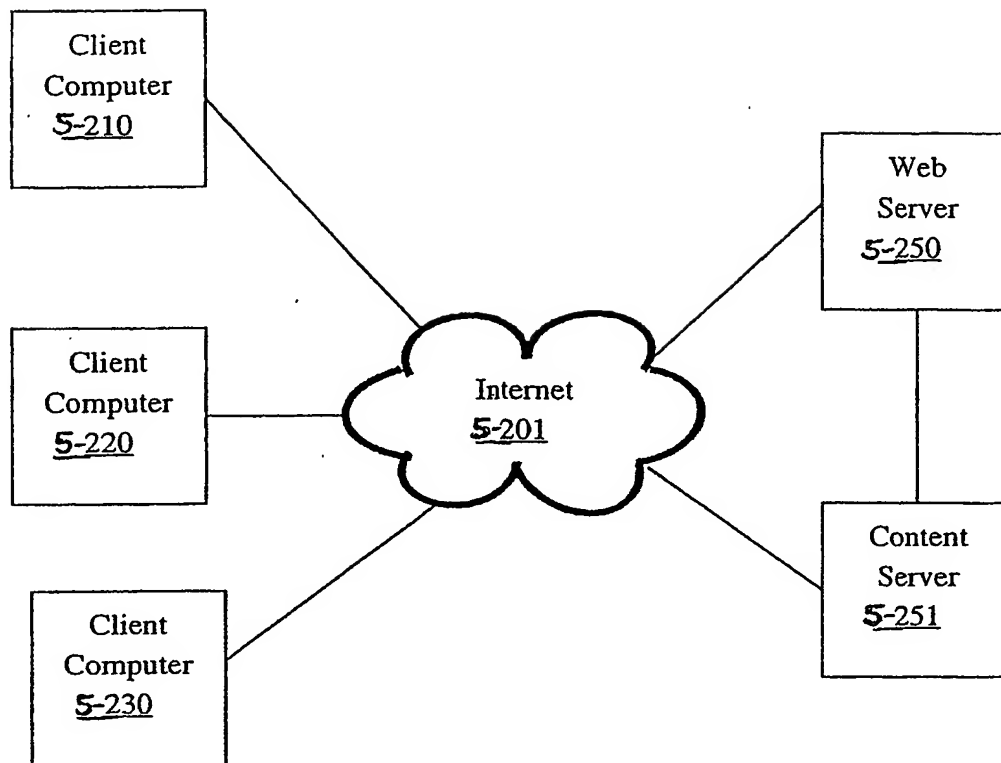 Client
Computer
5-210
Client
Computer
5-220
Client
Computer
5-230
Internet
5-201
Web
Server
5-250
Content
Server
5-251